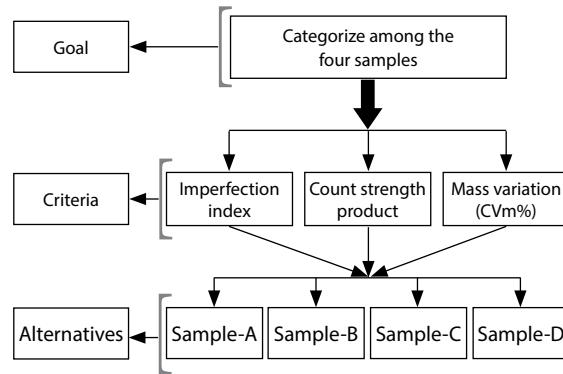 Goal
Categorize among the
four samples
Criteria
Imperfection
index
Count strength
product
Mass variation
(CVm%)
Alternatives
Sample-A
Sample-B
Sample-C
Sample-D